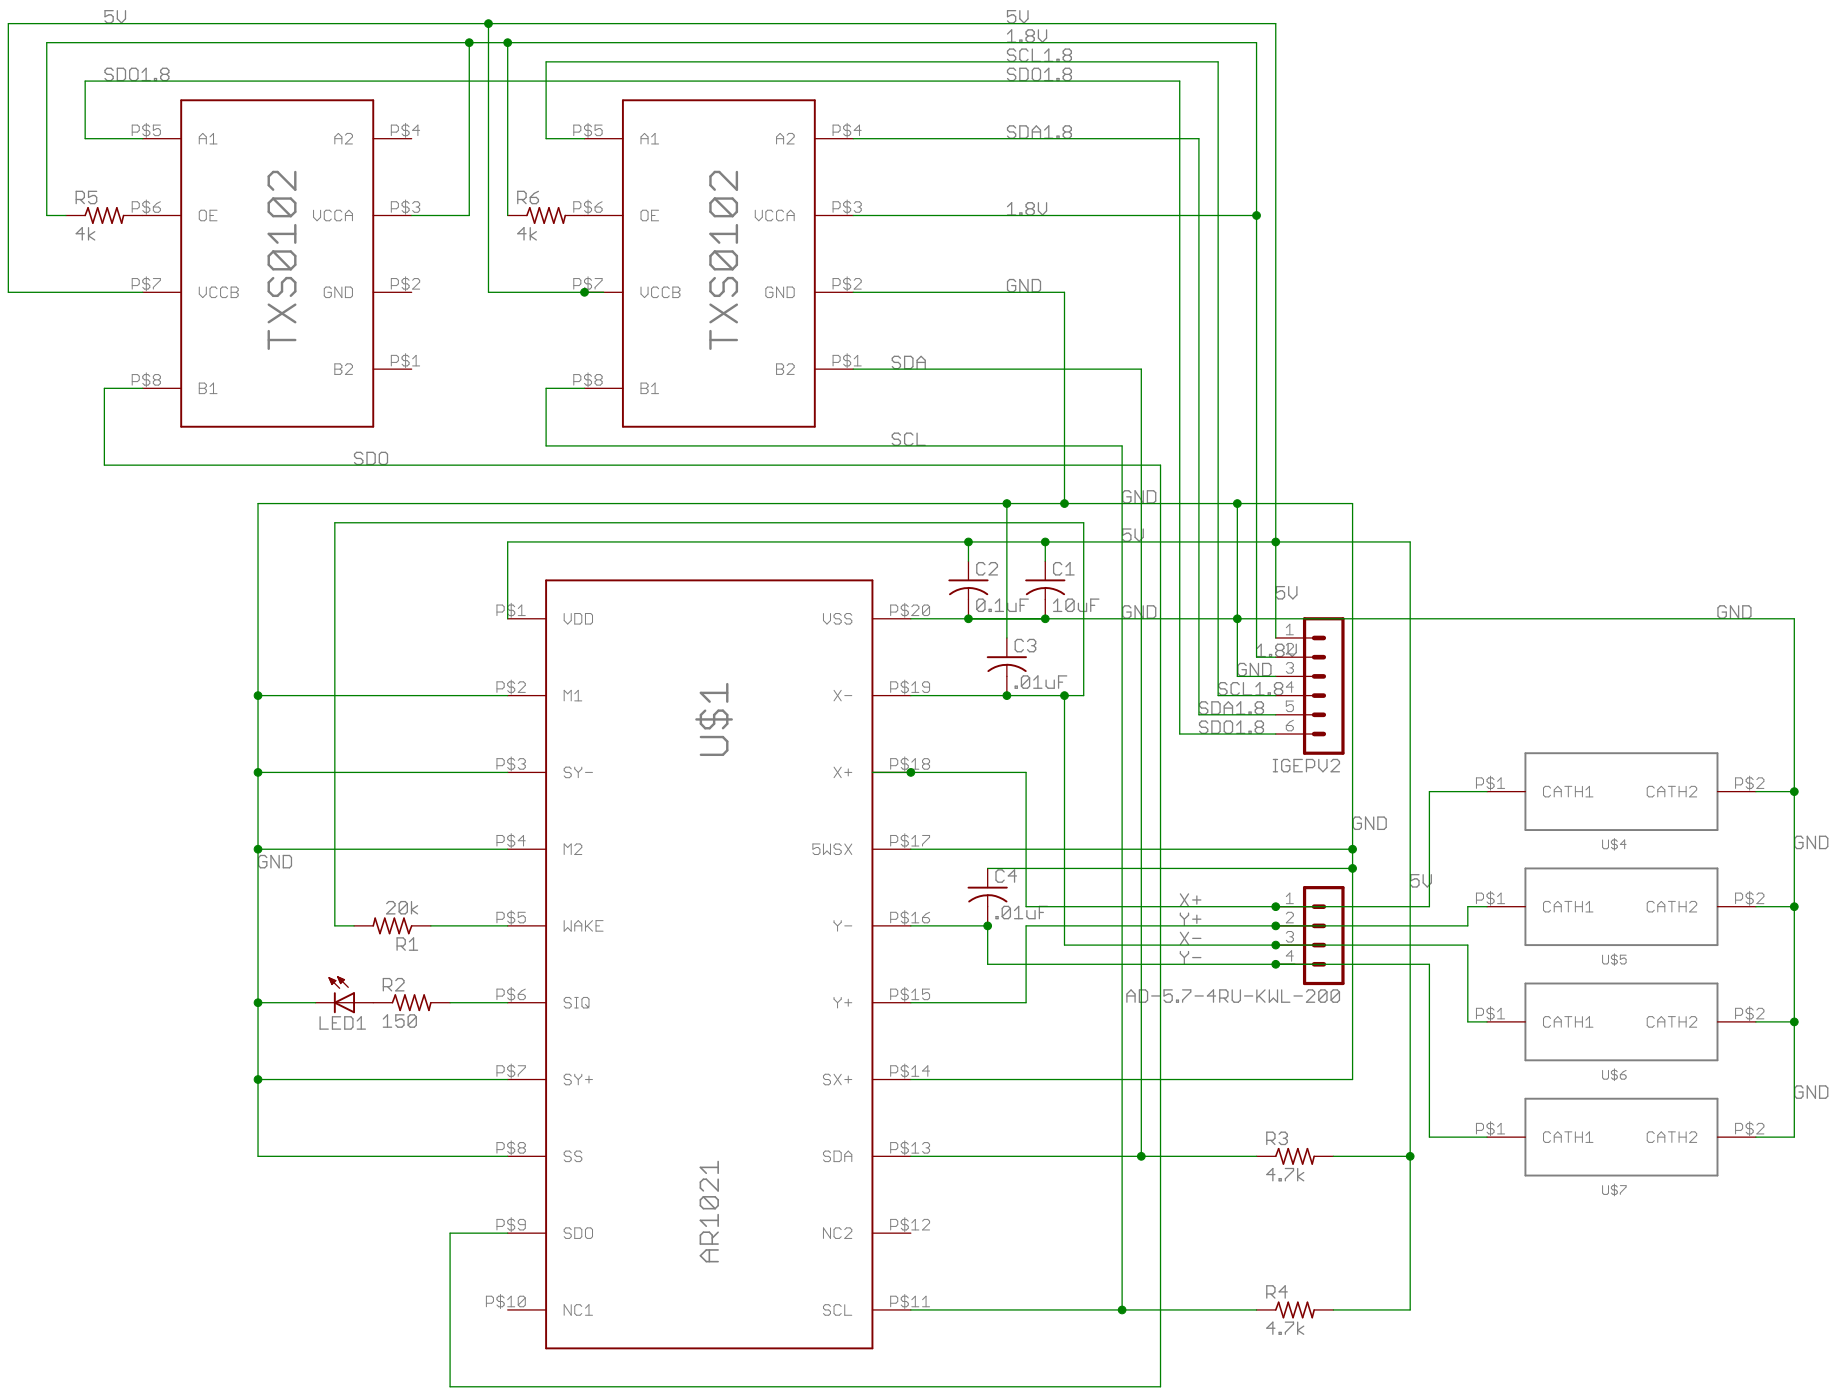 5V
5V
1.8V
SCL1.8
SDO1.8
SDO1.8
P$5
A1
A2
P$4
P$5
A1
A2
P$4
SDA1.8
R5
4k
P$6
OE
VCCA
P$3
R6
4k
P$6
OE
VCCA
P$3
1.8V
TXS0102
TXS0102
P$7
VCCB
GND
P$2
P$7
VCCB
GND
P$2
GND
B2
P$1
B2
P$1
SDA
P$8
B1
P$8
B1
SCL
SDO
GND
5V
C2
0.1uF
C1
10uF
5V
P$1
VDD
VSS
P$20
GND
GND
C3
.01uF
1
1.8V
2
GND
3
SCL1.8
4
SDA1.8
5
SDO1.8
6
IGEPV2
P$2
M1
X-
P$19
U$1
P$3
SY-
X+
P$18
P$1
CATH1
CATH2
P$2
U$4
GND
GND
GND
P$4
M2
5WSX
P$17
C4
.01uF
5V
20k
R1
P$5
WAKE
Y-
P$16
X+
1
Y+
2
X-
3
Y-
4
AD-5.7-4RU-KWL-200
P$1
CATH1
CATH2
P$2
U$5
LED1
R2
150
P$6
SIQ
Y+
P$15
P$1
CATH1
CATH2
P$2
U$6
P$7
SY+
SX+
P$14
GND
P$1
CATH1
CATH2
P$2
U$7
P$8
SS
SDA
P$13
R3
4.7k
AR1021
P$9
SDO
NC2
P$12
P$10
NC1
SCL
P$11
R4
4.7k